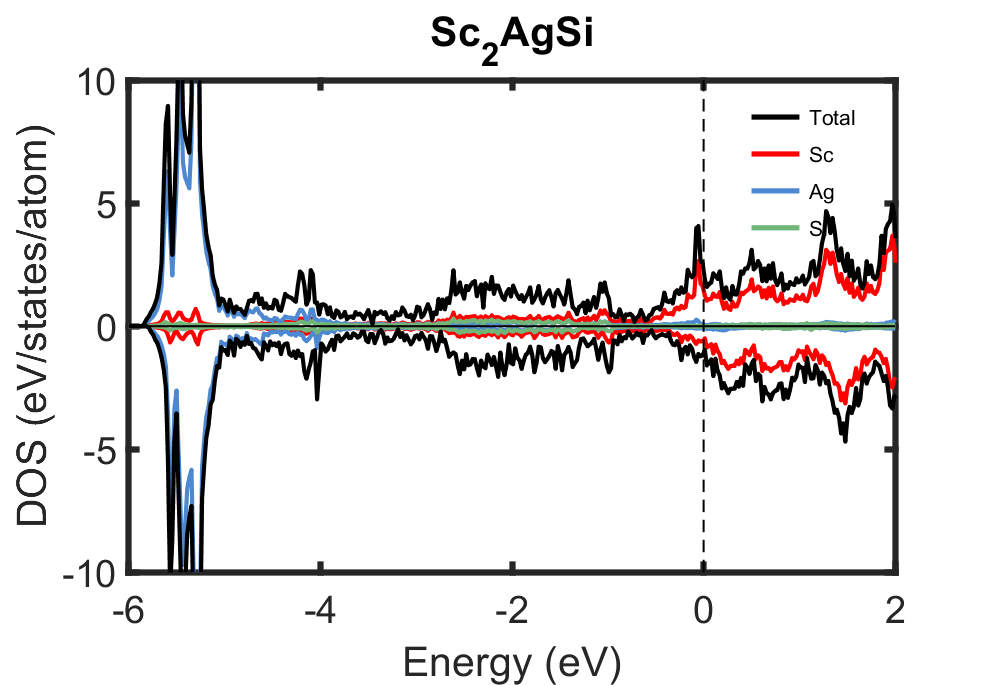 Sc2AgSi
10
5
0
-5
-10
DOS (eV/states/atom)
Total
Sc
Ag
-6
-4
-2
0
2
Energy (eV)